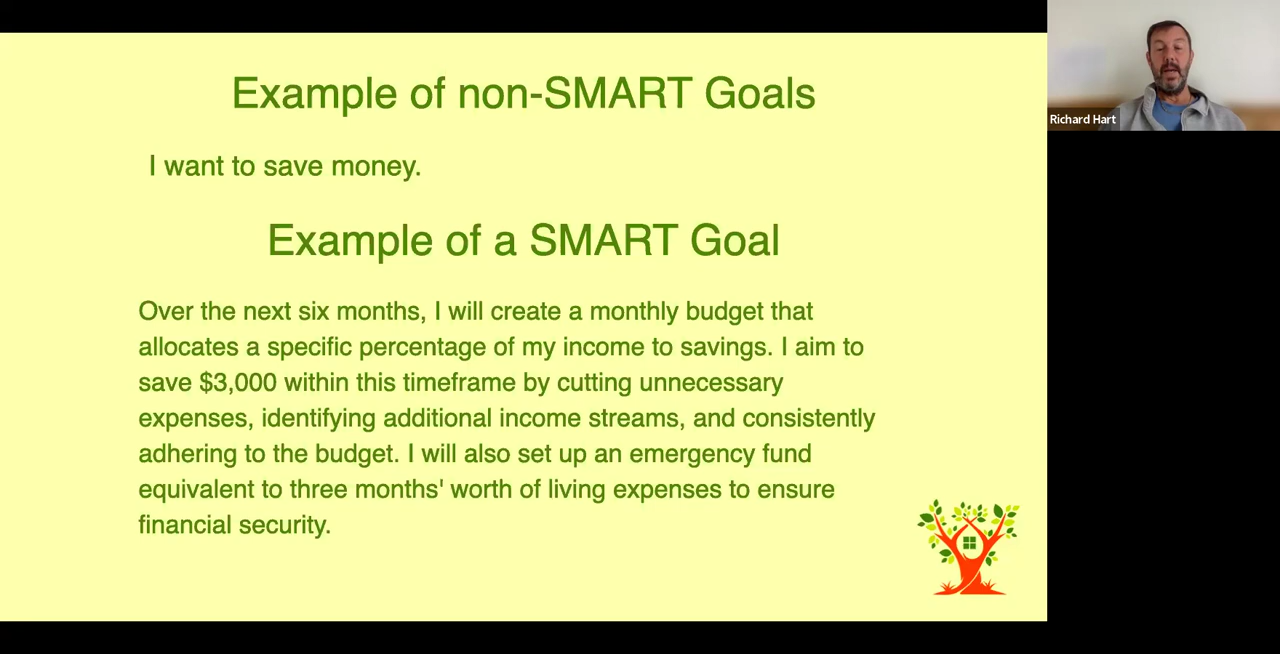 Example of non-SMART Goals
I want to save money.
Example of a SMART Goal
Over the next six months, I will create a monthly budget that
allocates a specific percentage of my income to savings. I aim to
save $3,000 within this timeframe by cutting unnecessary
expenses, identifying additional income streams, and consistently
adhering to the budget. I will also set up an emergency fund
equivalent to three months' worth of living expenses to ensure
financial security.
Richard Hart